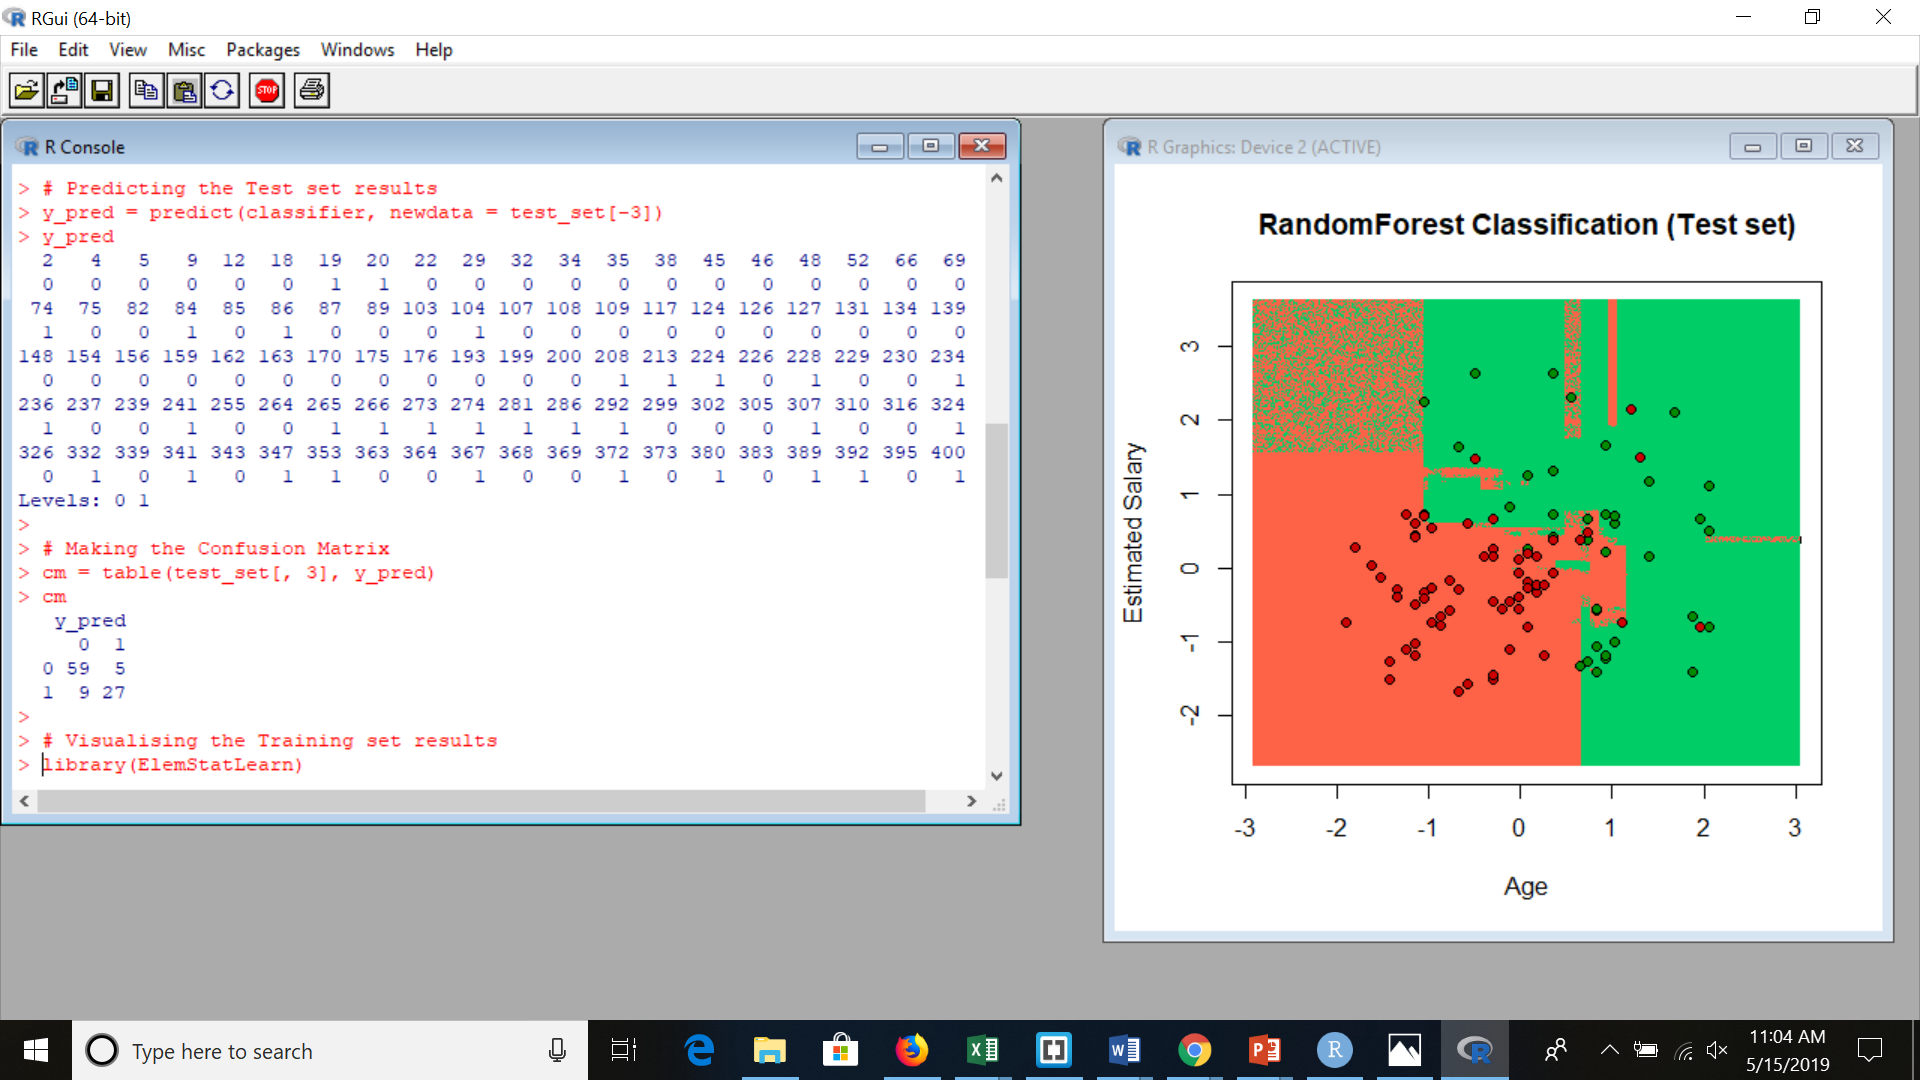 RGui (64-bit)
File Edit View Misc Packages Windows Help
STOP
R Console
> # Predicting the Test set results
> y_pred = predict(classifier, newdata = test_set[-3])
> y_pred
2 4 5 9 12 18 19 20 22 29 32 34 35 38 45 46 48 52 66 69
0 0 0 0 0 0 1 1 0 0 0 0 0 0 0 0 0 0 0 0
74 75 82 84 85 86 87 89 103 104 107 108 109 117 124 126 127 131 134 139
1 0 0 1 0 1 0 0 0 1 0 0 0 0 0 0 0 0 0 0
148 154 156 159 162 163 170 175 176 193 199 200 208 213 224 226 228 229 230 234
0 0 0 0 0 0 0 0 0 0 0 0 1 1 1 0 1 0 0 1
236 237 239 241 255 264 265 266 273 274 281 286 292 299 302 305 307 310 316 324
1 0 0 1 0 0 1 1 1 1 1 1 1 0 0 0 1 0 0 1
326 332 339 341 343 347 353 363 364 367 368 369 372 373 380 383 389 392 395 400
0 1 0 1 0 1 1 0 0 1 0 0 1 0 1 0 1 1 0 1
Levels: 0 1
>
> # Making the Confusion Matrix
> cm = table(test_set[, 3], y_pred)
> cm
y_pred
0 1
0 59 5
1 9 27
>
> # Visualising the Training set results
> library(ElemStatLearn)
R Graphics: Device 2 (ACTIVE)
RandomForest Classification (Test set)
Estimated Salary
3
2
1
0
-1
-2
-3 -2 -1 0 1 2 3
Age
Type here to search
11:04 AM
5/15/2019